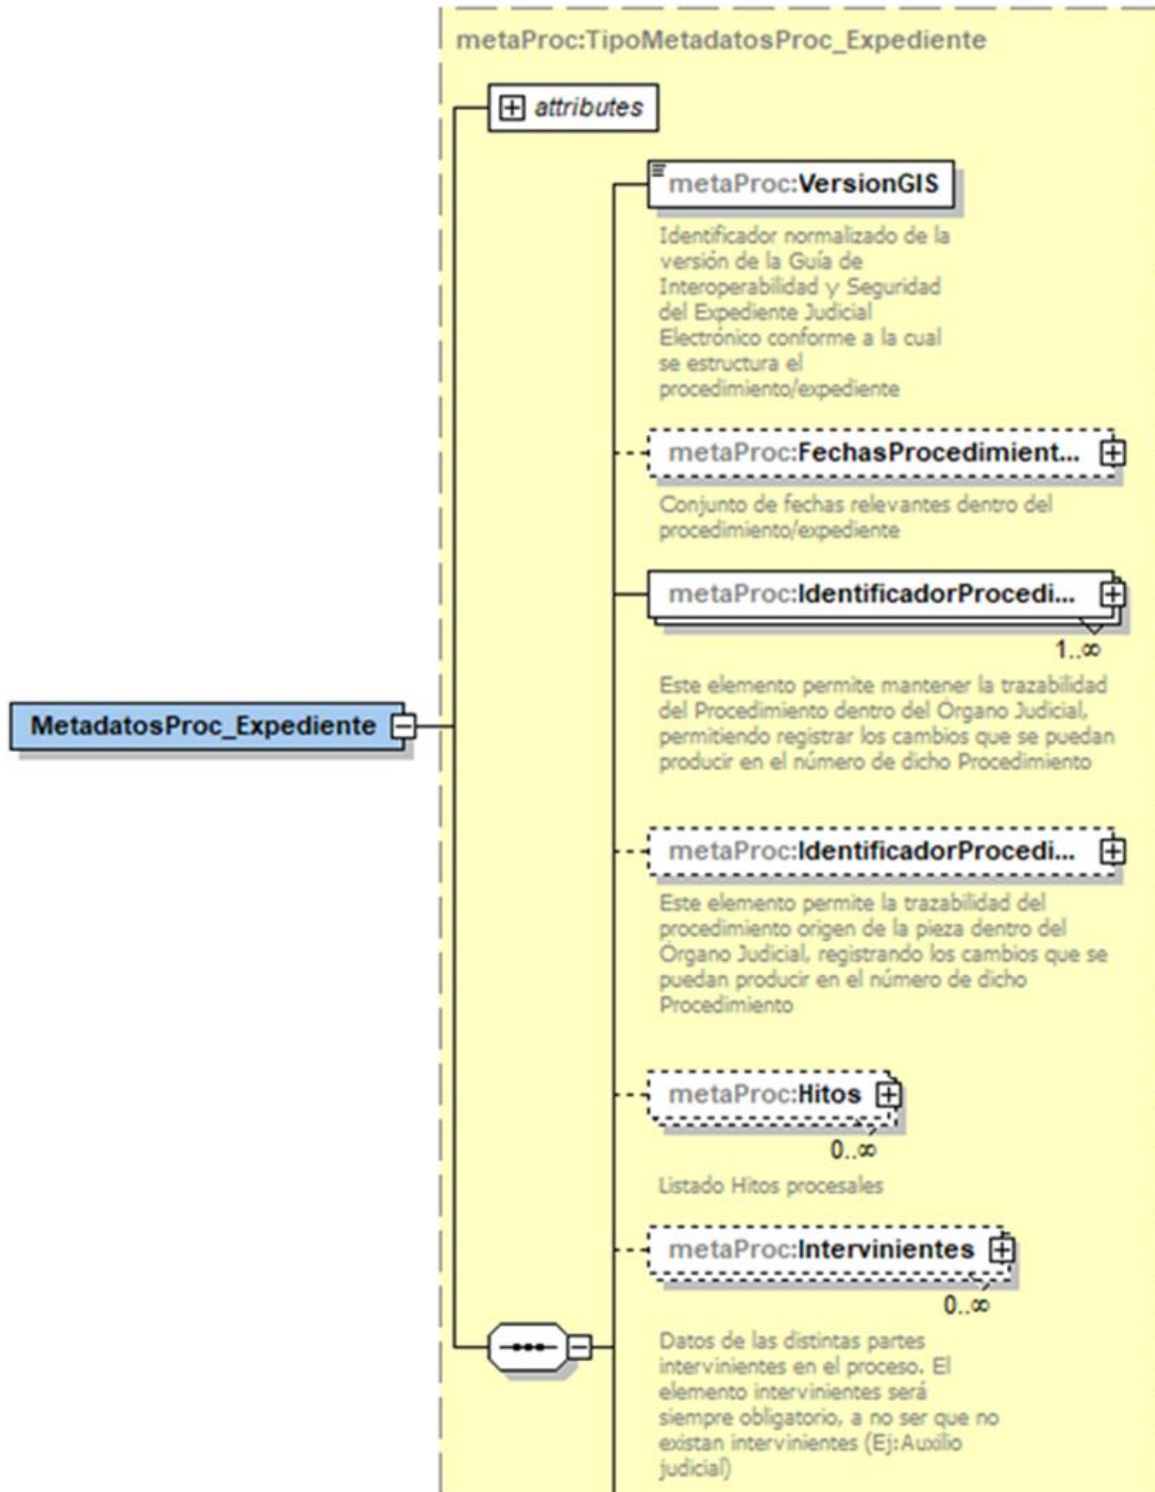 metaProc:TipoMetadatosProc_Expediente
attributes
metaProc:VersionGIS
Identificador normalizado de la
versión de la Guía de
Interoperabilidad y Seguridad
del Expediente Judicial
Electrónico conforme a la cual
se estructura el
procedimiento/expediente
metaProc:FechasProcedimient...
Conjunto de fechas relevantes dentro del
procedimiento/expediente
metaProc:IdentificadorProcedi...
1..∞
Este elemento permite mantener la trazabilidad
del Procedimiento dentro del Órgano Judicial,
permitiendo registrar los cambios que se puedan
producir en el número de dicho Procedimiento
MetadatosProc_Expediente
metaProc:IdentificadorProcedi...
Este elemento permite la trazabilidad del
procedimiento origen de la pieza dentro del
Órgano Judicial, registrando los cambios que se
puedan producir en el número de dicho
Procedimiento
metaProc:Hitos
0..∞
Listado Hitos procesales
metaProc:Intervinientes
0..∞
Datos de las distintas partes
intervinientes en el proceso. El
elemento intervinientes será
siempre obligatorio, a no ser que no
existan intervinientes (Ej:Auxilio
judicial)